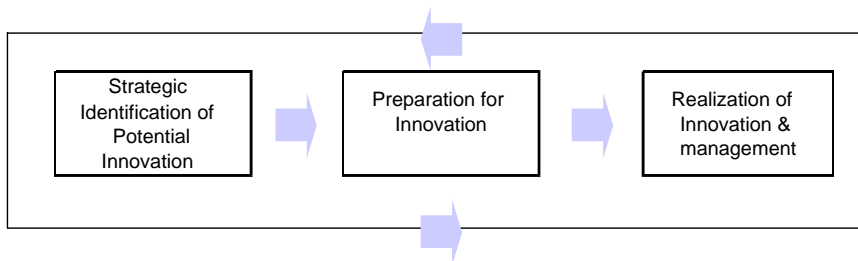 Strategic
Identification of
Potential
Innovation
Preparation for
Innovation
Realization of
Innovation &
management